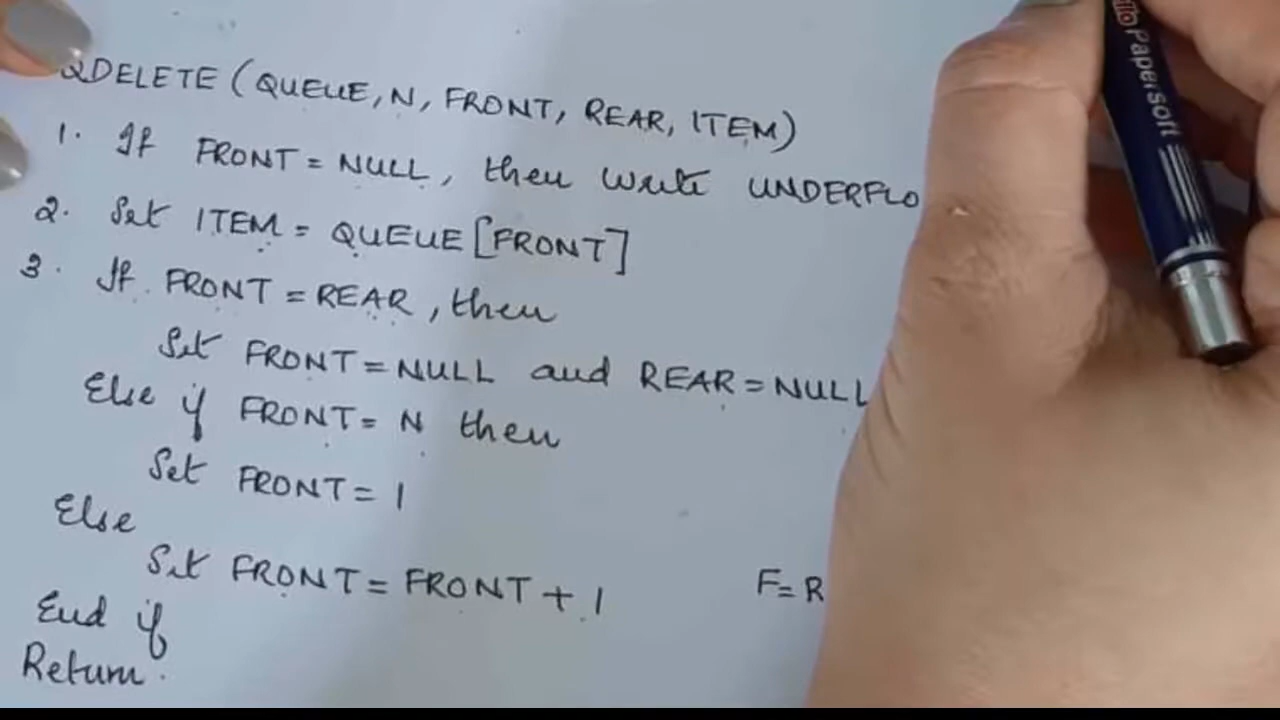 QDELETE (QUEUE, N, FRONT, REAR, ITEM)
1. If FRONT = NULL, then write UNDERFLO
2. Set ITEM = QUEUE [FRONT]
3. If FRONT = REAR, then
Set FRONT = NULL and REAR = NULL
Else if FRONT = N then
Set FRONT = 1
Else
Set FRONT = FRONT + 1
F = R
End if
Return.
Papersoft